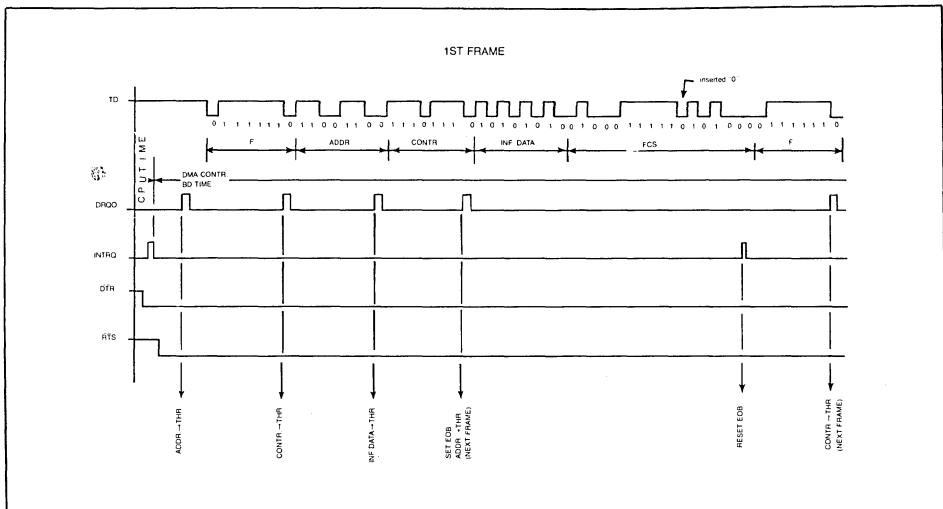 1ST FRAME
inserted "0"
TD
0 1 1 1 1 1 1 0 1 1 0 0 1 1 0 0 1 1 1 0 1 1 1 0 1 0 1 0 1 0 1 0 0 1 0 0 0 1 1 1 1 1 0 1 0 1 0 0 0 0 1 1 1 1 1 1 0
F
ADDR
CONTR
INF DATA
FCS
F
CPU TIME
DMA CONTR.
BD TIME
DRQO
INTRQ
DTR
RTS
ADDR→THR
CONTR→THR
INF DATA→THR
SET EOB
ADDR→THR
(NEXT FRAME)
RESET EOB
CONTR→THR
(NEXT FRAME)